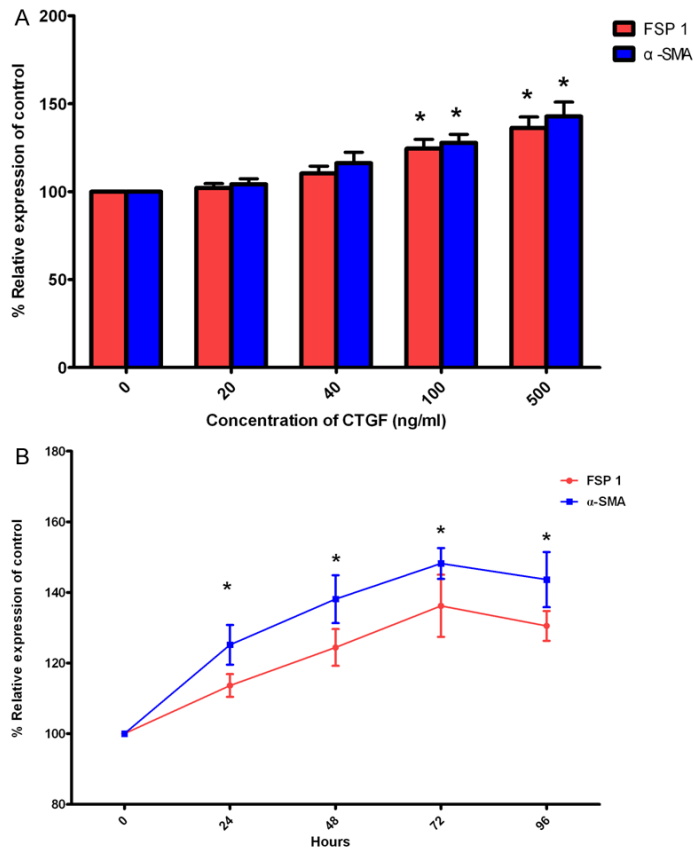 A
200
150
100
50
0
% Relative expression of control
FSP 1
α -SMA
* * * *
0 20 40 100 500
Concentration of CTGF (ng/ml)
B
180
160
140
120
100
80
% Relative expression of control
FSP 1
α-SMA
* * * *
0 24 48 72 96
Hours